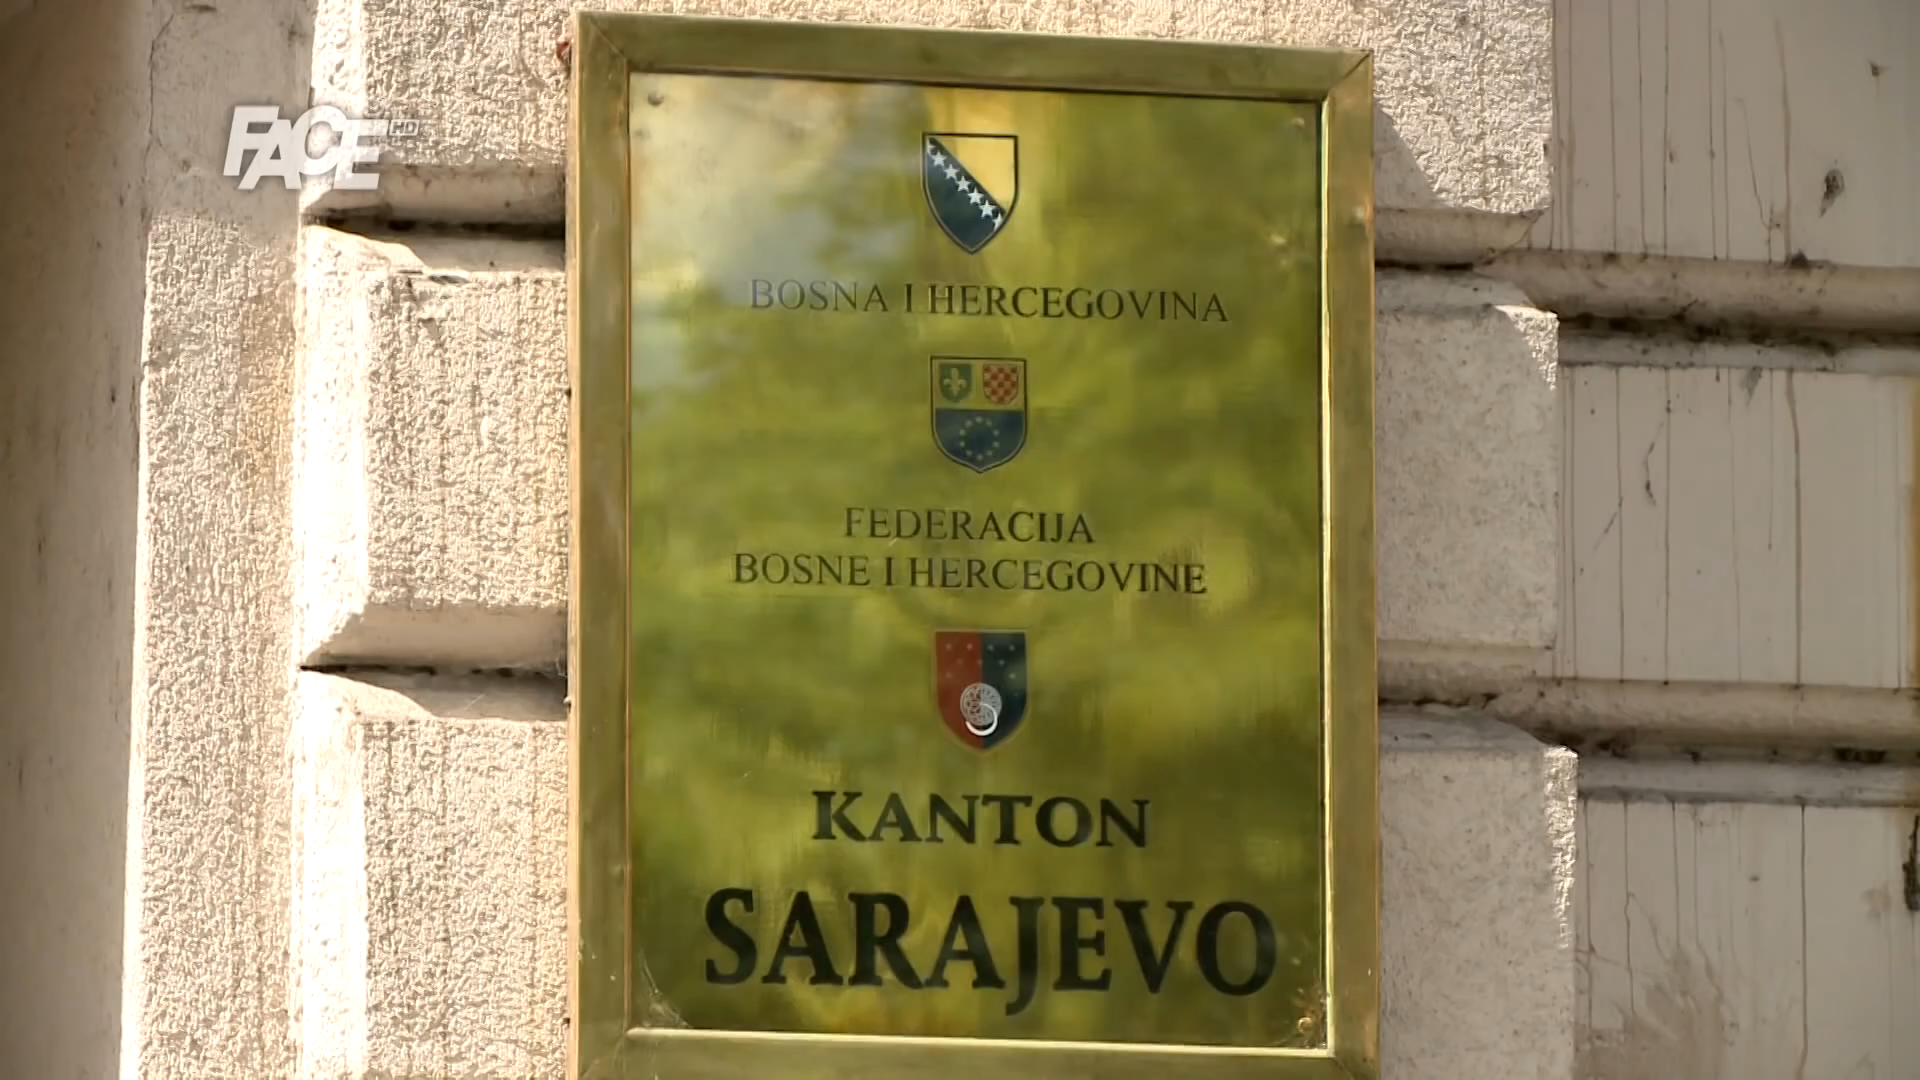 FACE HD
BOSNA I HERCEGOVINA
FEDERACIJA
BOSNE I HERCEGOVINE
KANTON
SARAJEVO